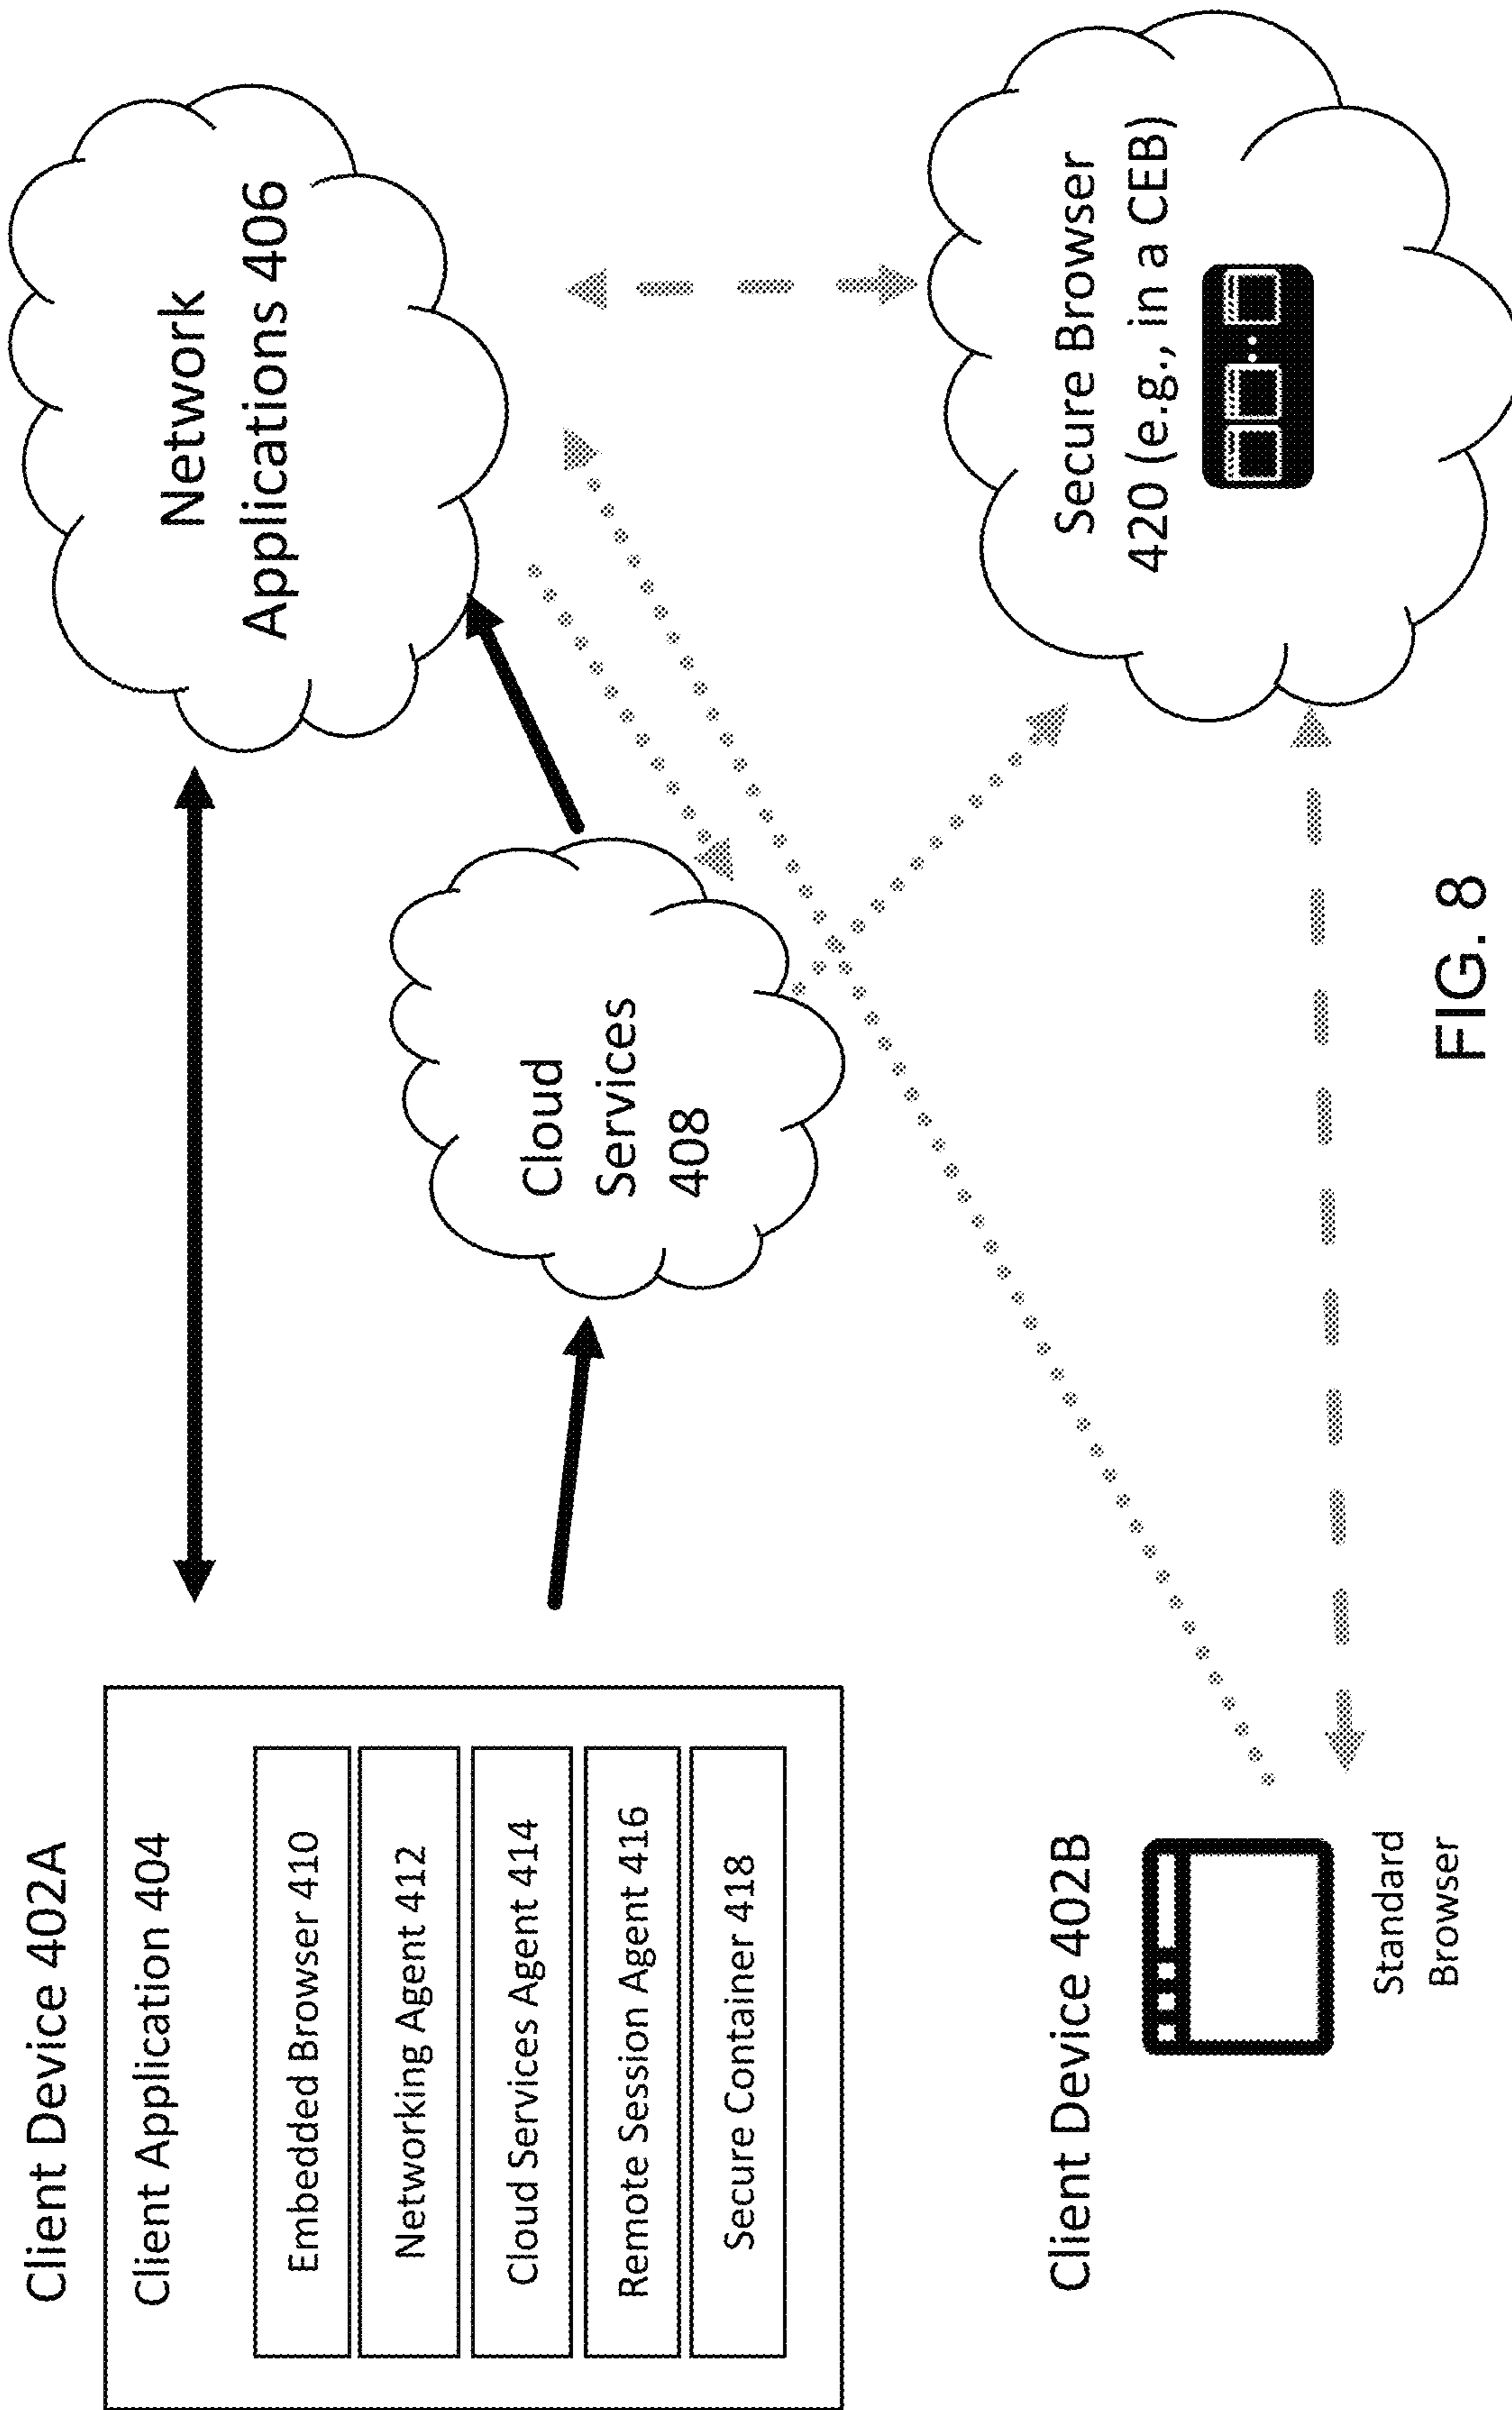 Client Device 402A
Client Application 404
Embedded Browser 410
Networking Agent 412
Cloud Services Agent 414
Remote Session Agent 416
Secure Container 418
Network
Applications 406
Cloud
Services
408
Client Device 402B
Standard
Browser
Secure Browser
420 (e.g., in a CEB)
FIG. 8